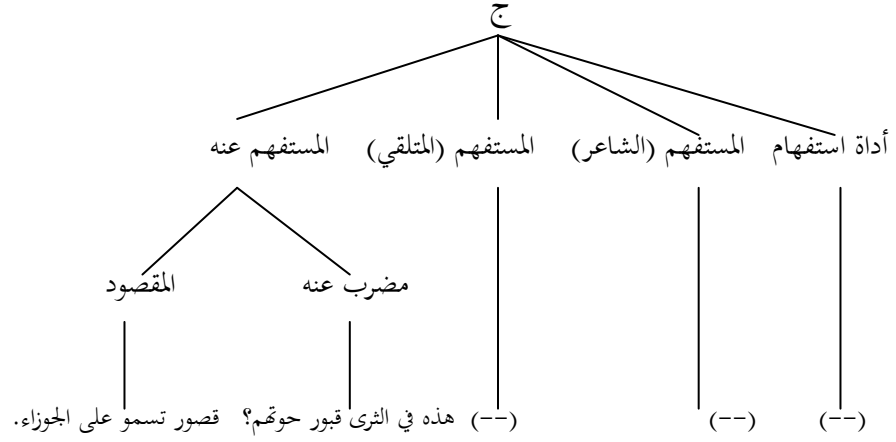 ج
أداة استفهام المستفهم (الشاعر) المستفهم (المتلقي) المستفهم عنه
مضرب عنه المقصود
(--) (--) (--) هذه في الثرى قبور حوتهم؟ قصور تسمو على الجوزاء.